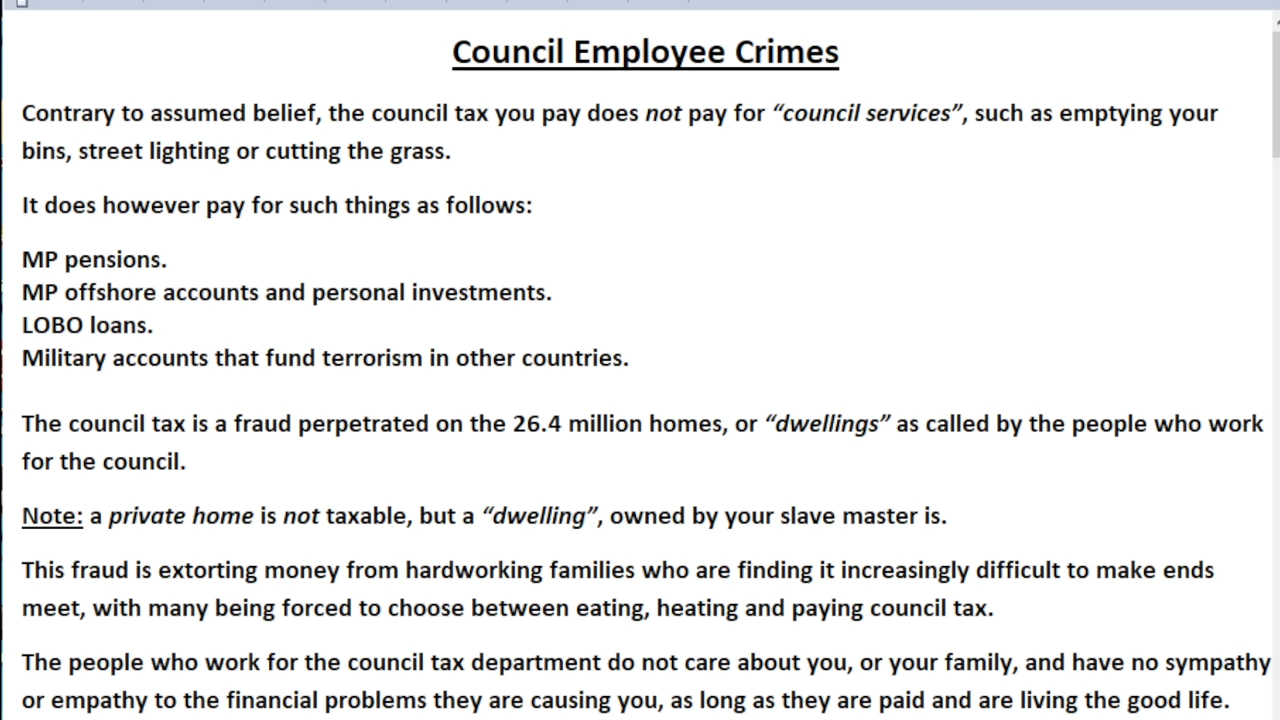 Council Employee Crimes
Contrary to assumed belief, the council tax you pay does not pay for “council services”, such as emptying your
bins, street lighting or cutting the grass.
It does however pay for such things as follows:
MP pensions.
MP offshore accounts and personal investments.
LOBO loans.
Military accounts that fund terrorism in other countries.
The council tax is a fraud perpetrated on the 26.4 million homes, or “dwellings” as called by the people who work
for the council.
Note: a private home is not taxable, but a “dwelling”, owned by your slave master is.
This fraud is extorting money from hardworking families who are finding it increasingly difficult to make ends
meet, with many being forced to choose between eating, heating and paying council tax.
The people who work for the council tax department do not care about you, or your family, and have no sympathy
or empathy to the financial problems they are causing you, as long as they are paid and are living the good life.